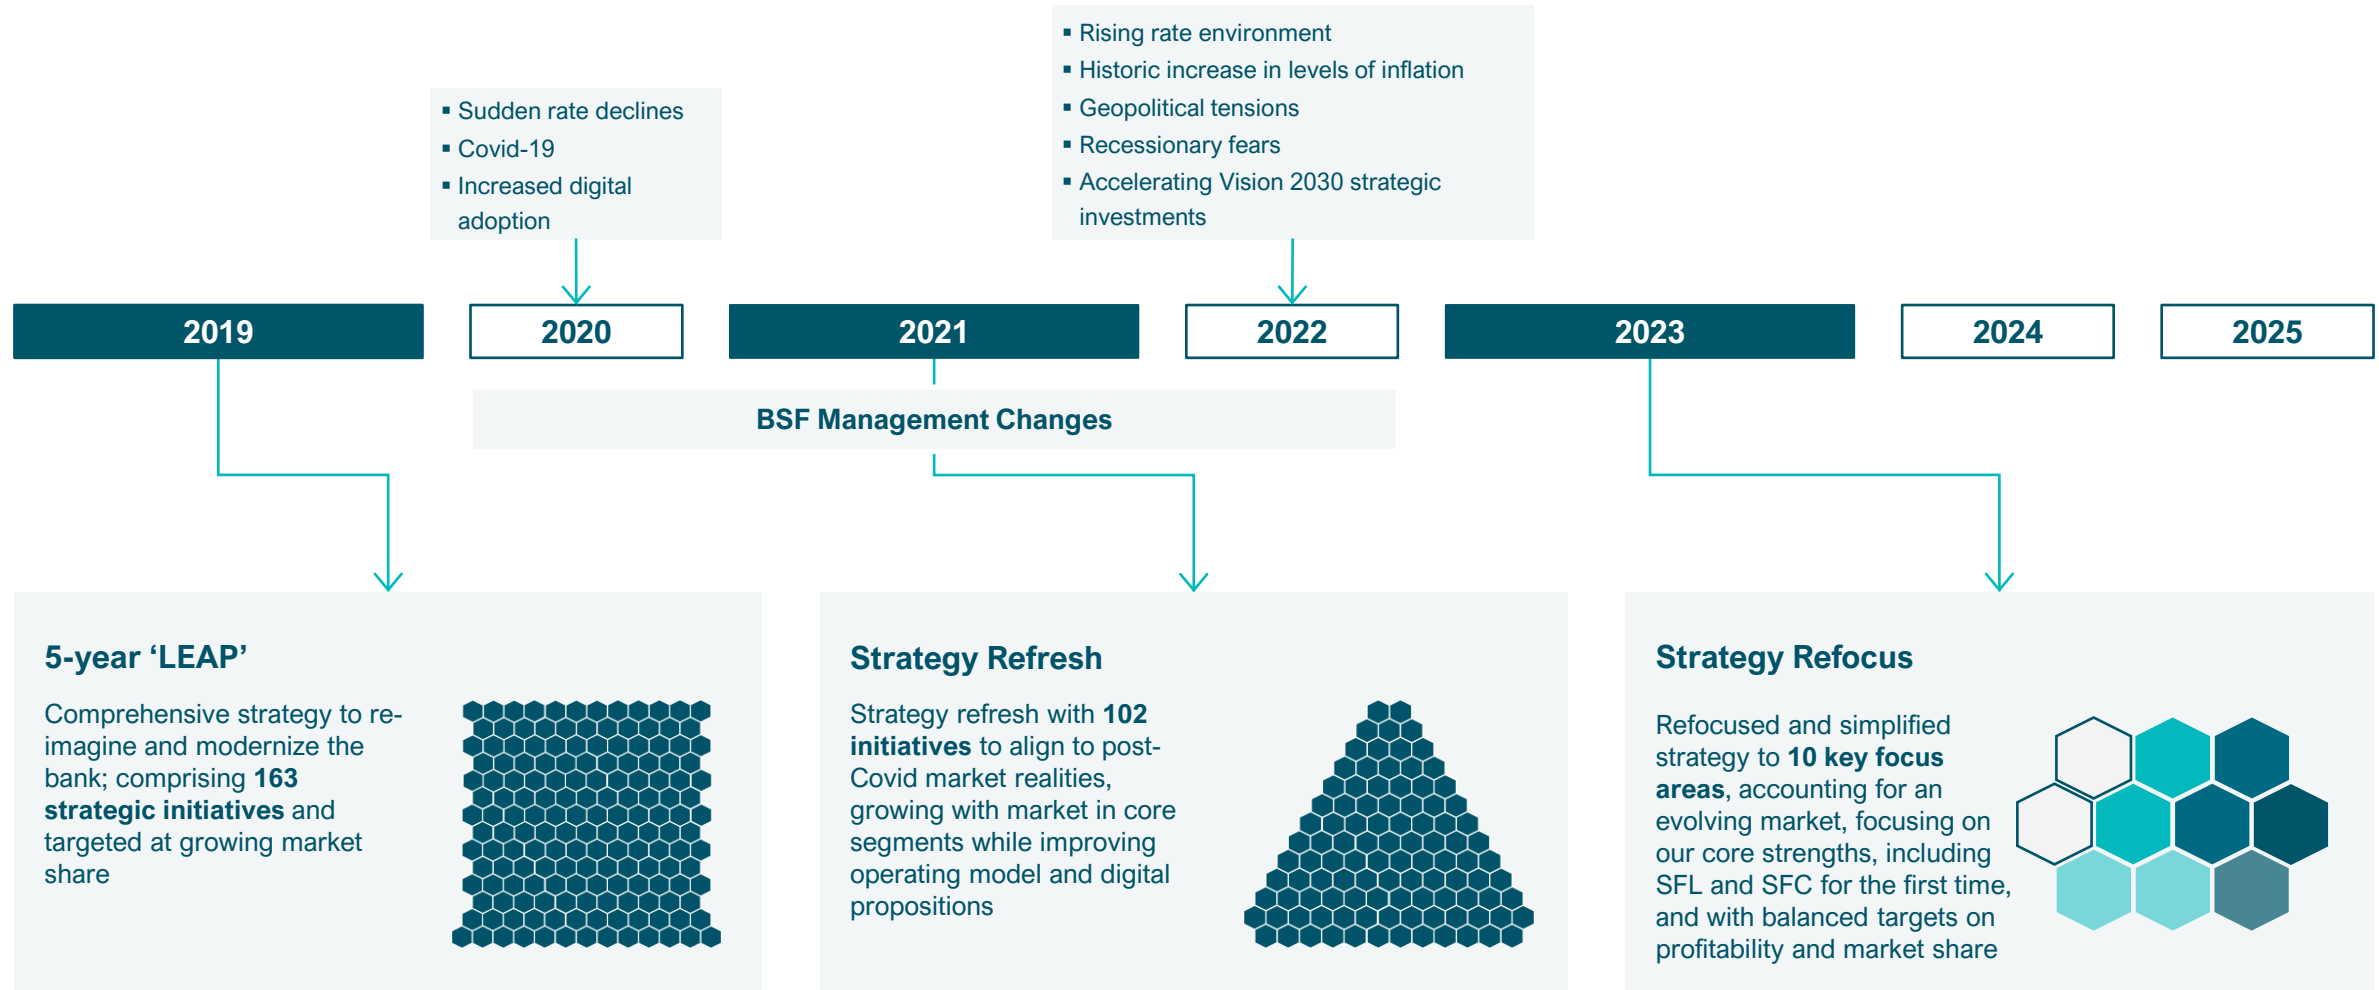 ▪ Rising rate environment
▪ Historic increase in levels of inflation
▪ Geopolitical tensions
▪ Recessionary fears
▪ Accelerating Vision 2030 strategic
investments
▪ Sudden rate declines
▪ Covid-19
▪ Increased digital
adoption
2019
2020
2021
2022
2023
2024
2025
BSF Management Changes
5-year ‘LEAP’
Comprehensive strategy to re-
imagine and modernize the
bank; comprising 163
strategic initiatives and
targeted at growing market
share
Strategy Refresh
Strategy refresh with 102
initiatives to align to post-
Covid market realities,
growing with market in core
segments while improving
operating model and digital
propositions
Strategy Refocus
Refocused and simplified
strategy to 10 key focus
areas, accounting for an
evolving market, focusing on
our core strengths, including
SFL and SFC for the first time,
and with balanced targets on
profitability and market share